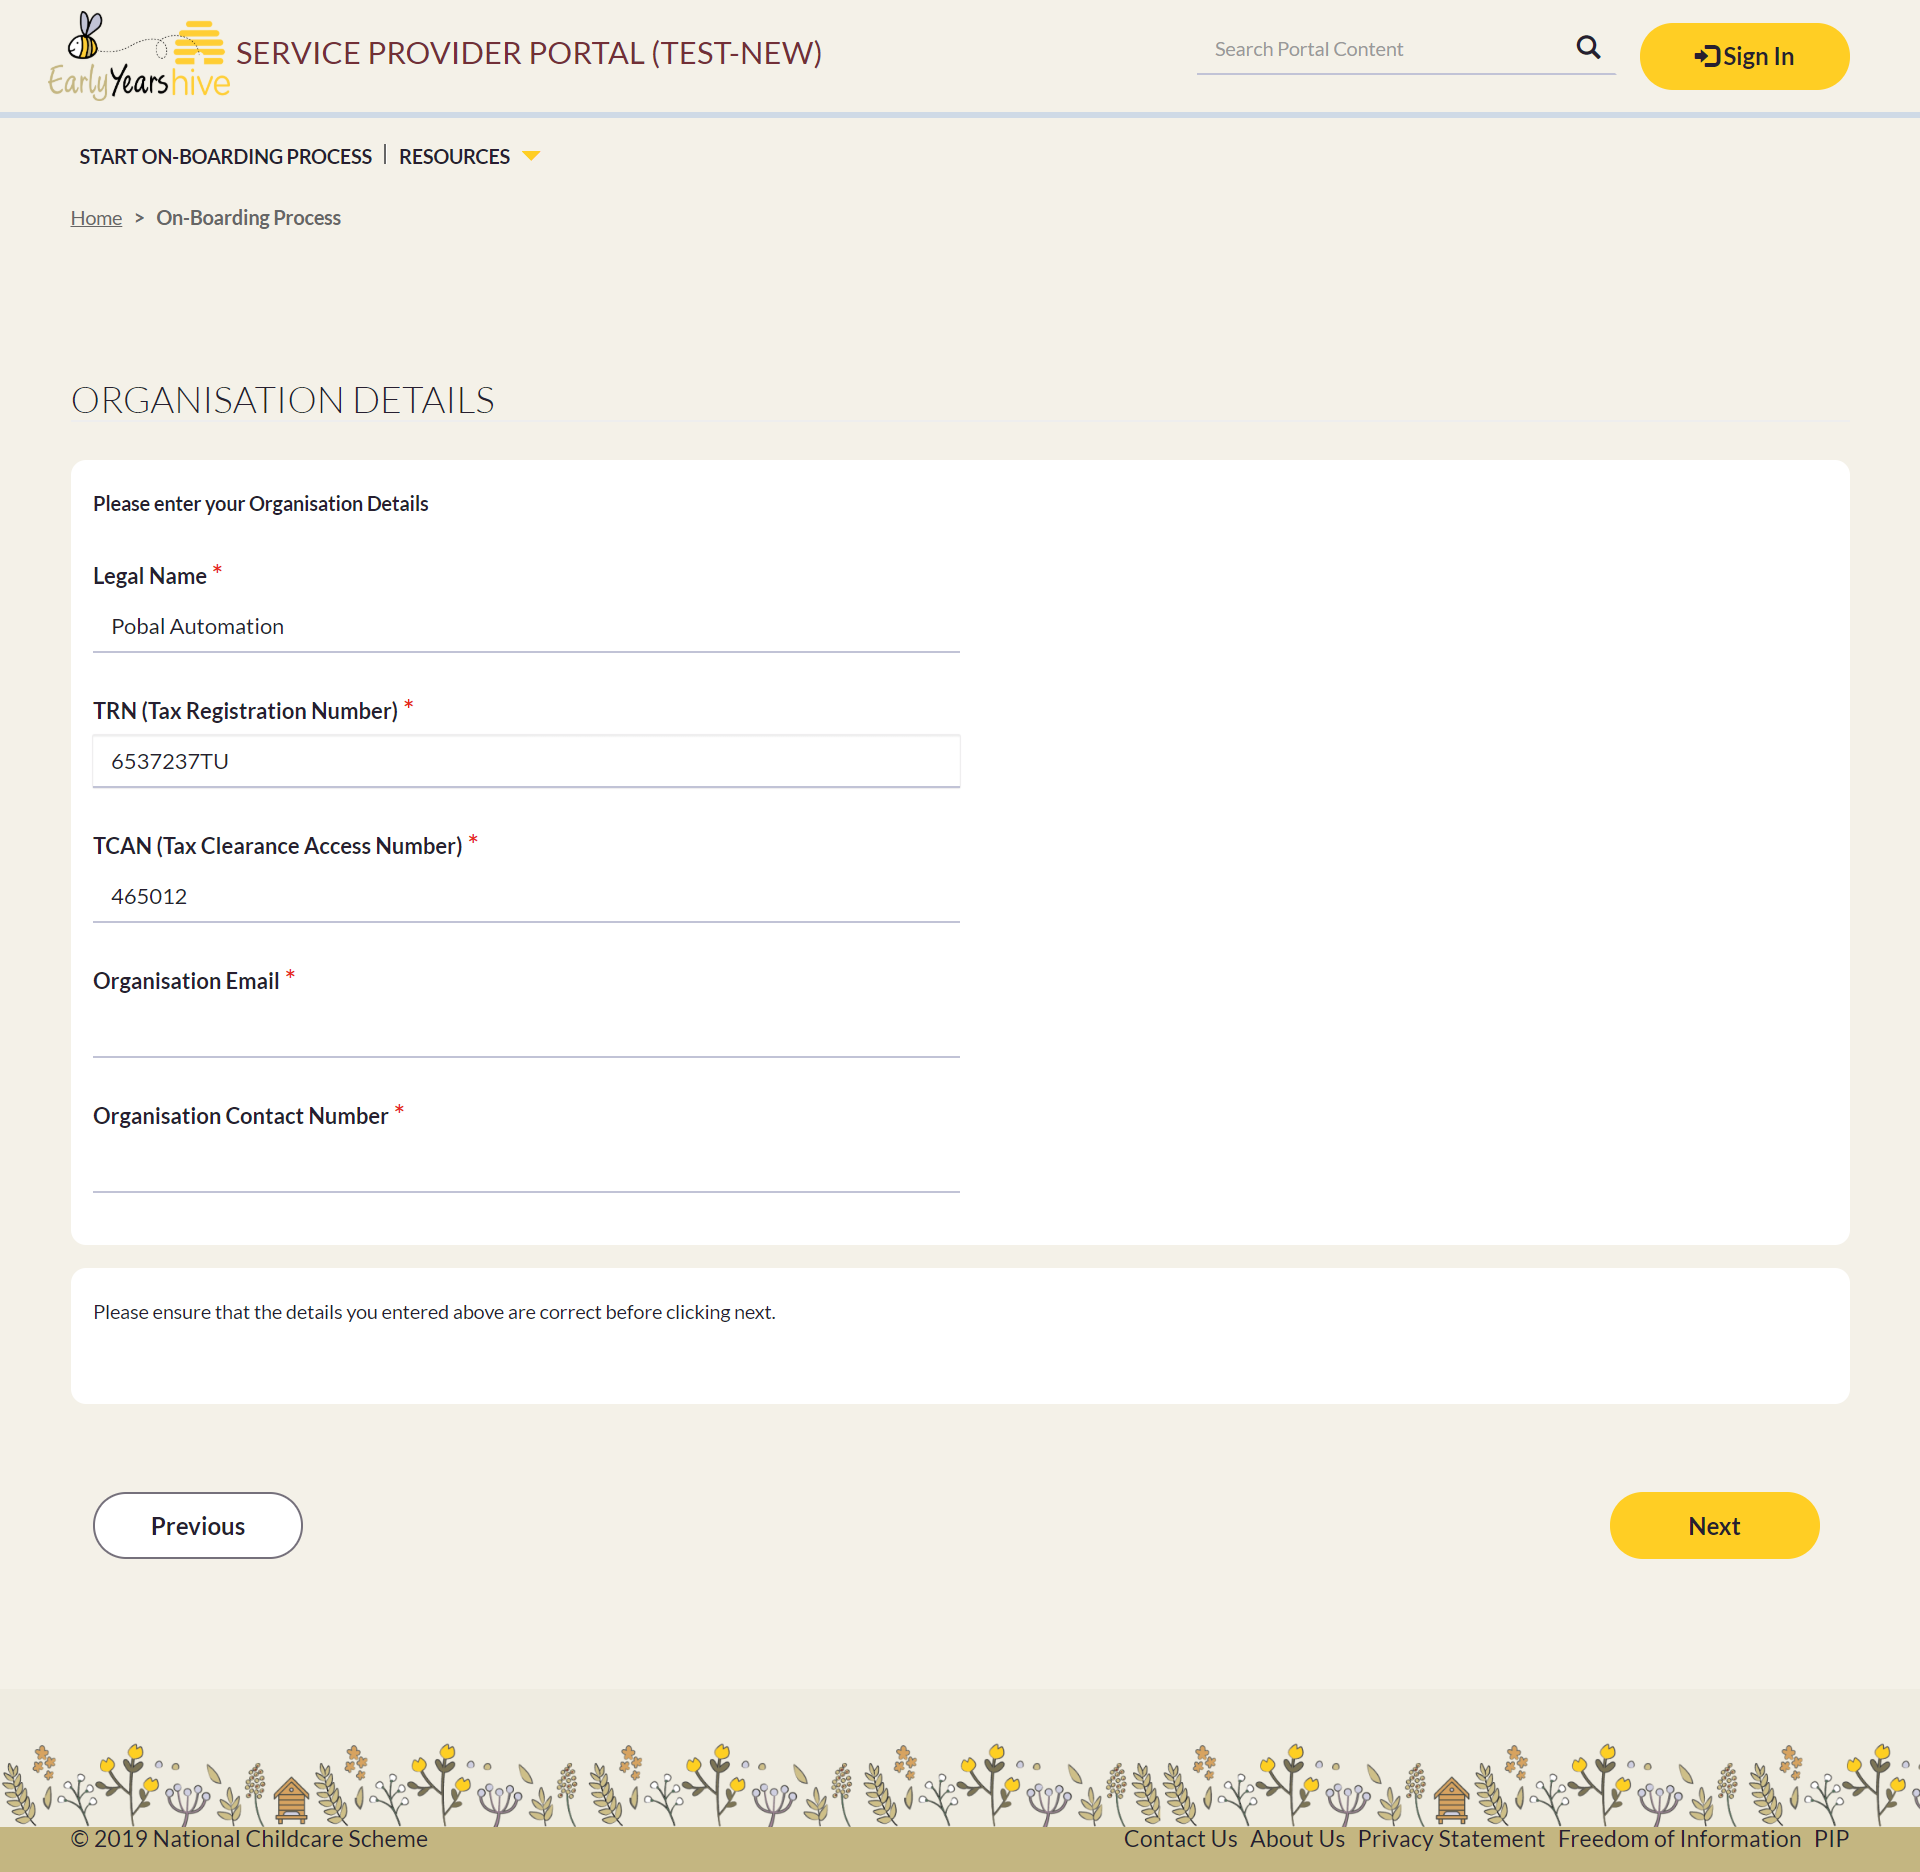 Early Years hive
SERVICE PROVIDER PORTAL (TEST-NEW)
Search Portal Content
Sign In
START ON-BOARDING PROCESS | RESOURCES
Home > On-Boarding Process
ORGANISATION DETAILS
Please enter your Organisation Details
Legal Name *
Pobal Automation
TRN (Tax Registration Number) *
6537237TU
TCAN (Tax Clearance Access Number) *
465012
Organisation Email *
Organisation Contact Number *
Please ensure that the details you entered above are correct before clicking next.
Previous
Next
© 2019 National Childcare Scheme
Contact Us About Us Privacy Statement Freedom of Information PIP